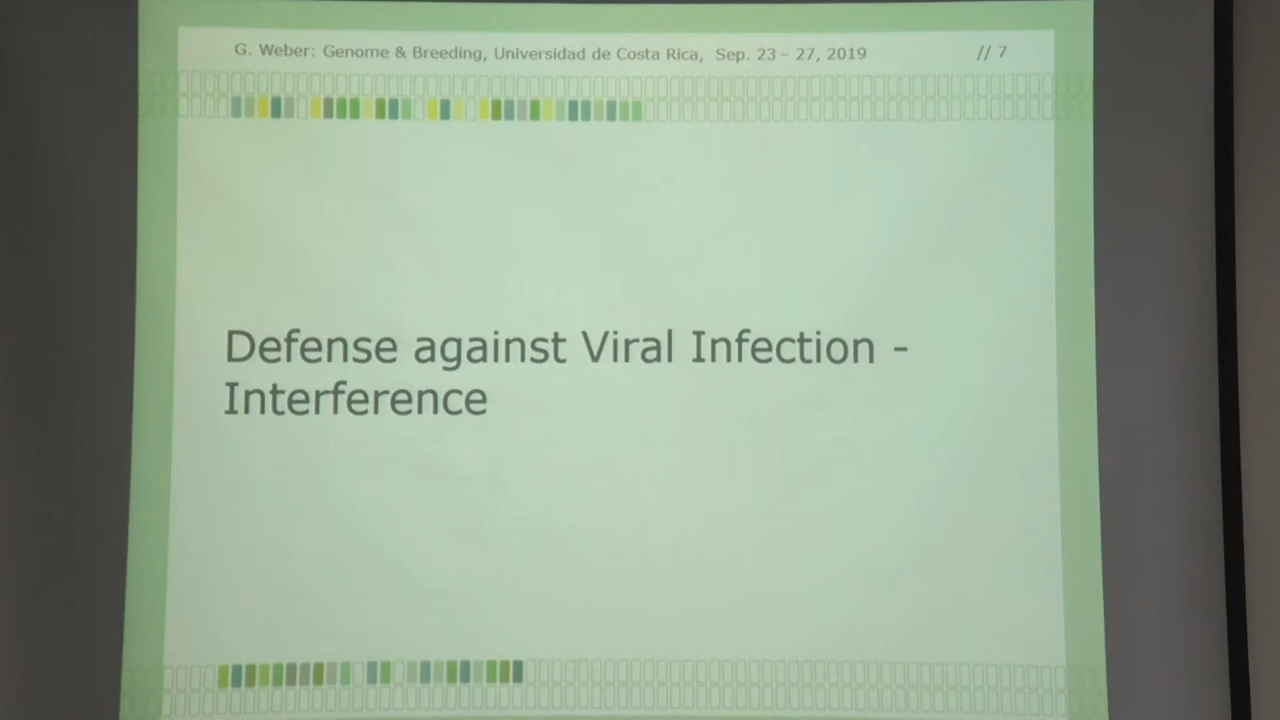 G. Weber: Genome & Breeding, Universidad de Costa Rica, Sep. 23 – 27, 2019 // 7
Defense against Viral Infection -
Interference